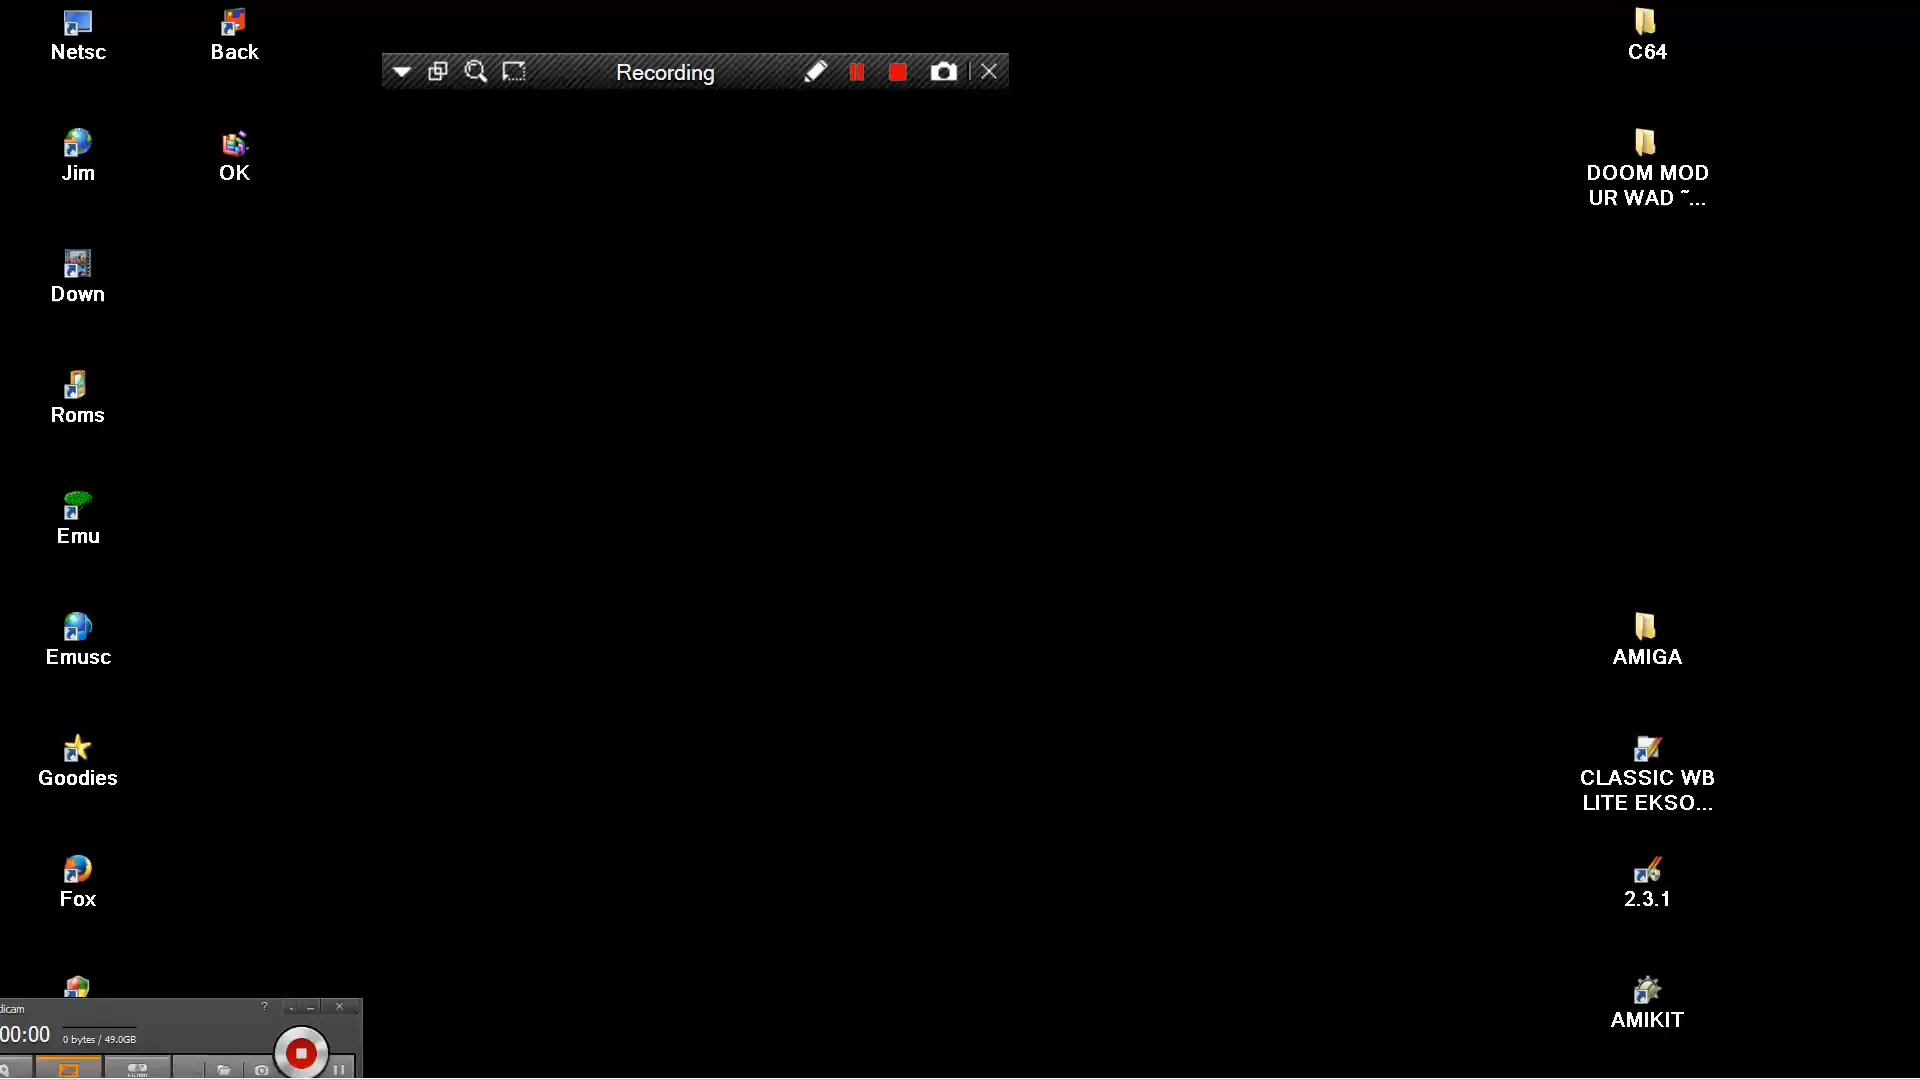 Netsc
Back
Recording
C64
Jim
OK
DOOM MOD
UR WAD ~...
Down
Roms
Emu
Emusc
AMIGA
Goodies
CLASSIC WB
LITE EKSO...
Fox
2.3.1
dicam
00:00
0 bytes / 49.0GB
AMIKIT